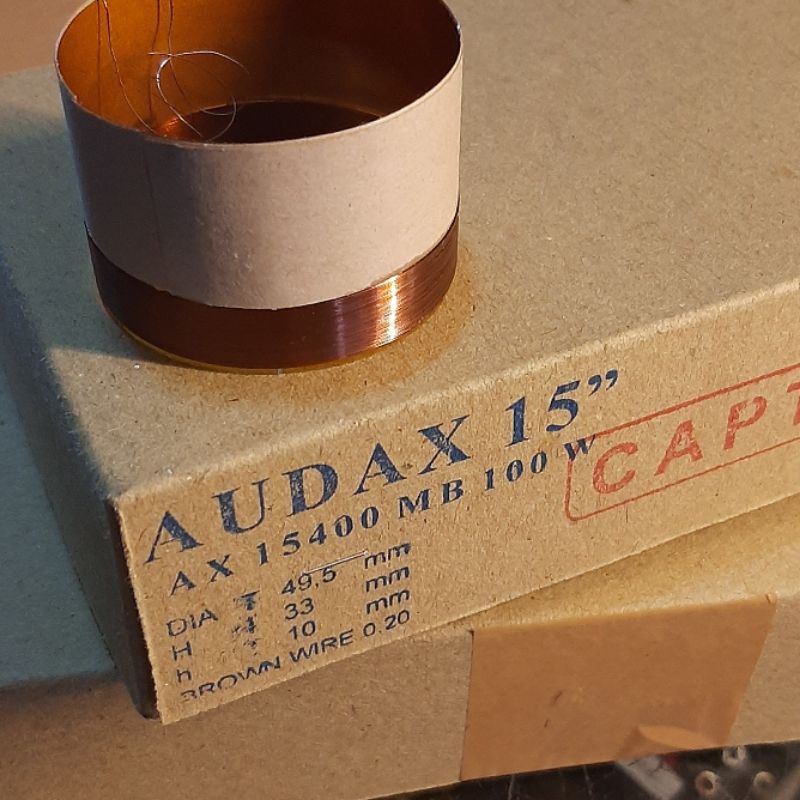 AUDAX 15”
AX 15400 MB 100 W
CAPT
DIA 49,5 mm
H 33 mm
h 10 mm
BROWN WIRE 0.20